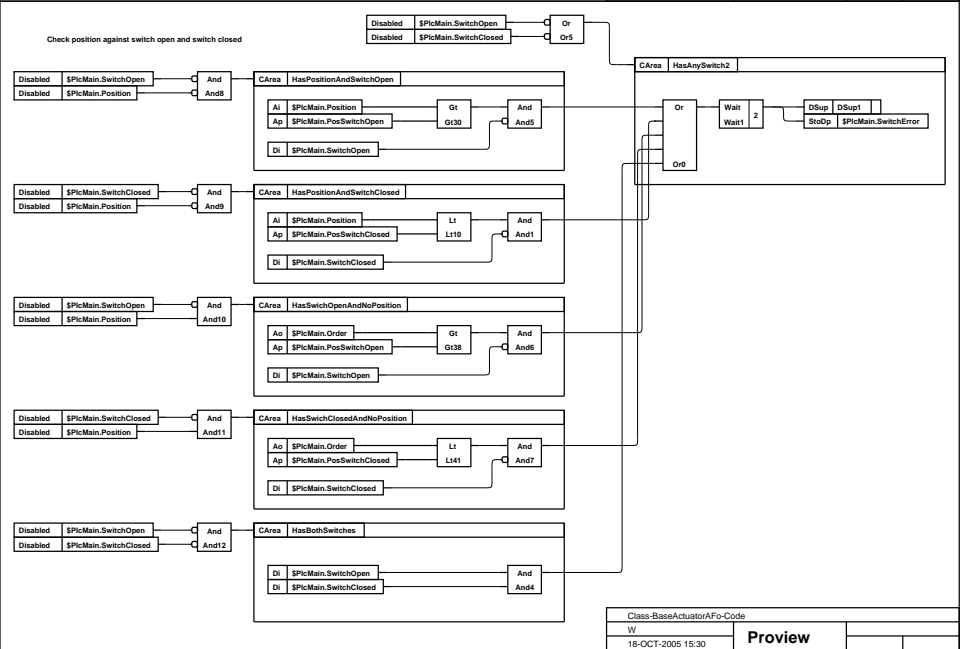 Disabled $PlcMain.SwitchOpen Or
Disabled $PlcMain.SwitchClosed Or5
Check position against switch open and switch closed
CArea HasAnySwitch2
Disabled $PlcMain.SwitchOpen And
Disabled $PlcMain.Position And8
CArea HasPositionAndSwitchOpen
Ai $PlcMain.Position Gt And
Ap $PlcMain.PosSwitchOpen Gt30 And5
Di $PlcMain.SwitchOpen
Or Wait 2 DSup DSup1
Wait1 StoDp $PlcMain.SwitchError
Or0
Disabled $PlcMain.SwitchClosed And
Disabled $PlcMain.Position And9
CArea HasPositionAndSwitchClosed
Ai $PlcMain.Position Lt And
Ap $PlcMain.PosSwitchClosed Lt10 And1
Di $PlcMain.SwitchClosed
Disabled $PlcMain.SwitchOpen And
Disabled $PlcMain.Position And10
CArea HasSwichOpenAndNoPosition
Ao $PlcMain.Order Gt And
Ap $PlcMain.PosSwitchOpen Gt38 And6
Di $PlcMain.SwitchOpen
Disabled $PlcMain.SwitchClosed And
Disabled $PlcMain.Position And11
CArea HasSwichClosedAndNoPosition
Ao $PlcMain.Order Lt And
Ap $PlcMain.PosSwitchClosed Lt41 And7
Di $PlcMain.SwitchClosed
Disabled $PlcMain.SwitchOpen And
Disabled $PlcMain.SwitchClosed And12
CArea HasBothSwitches
Di $PlcMain.SwitchOpen And
Di $PlcMain.SwitchClosed And4
Class-BaseActuatorAFo-Code
W
18-OCT-2005 15:30
Proview